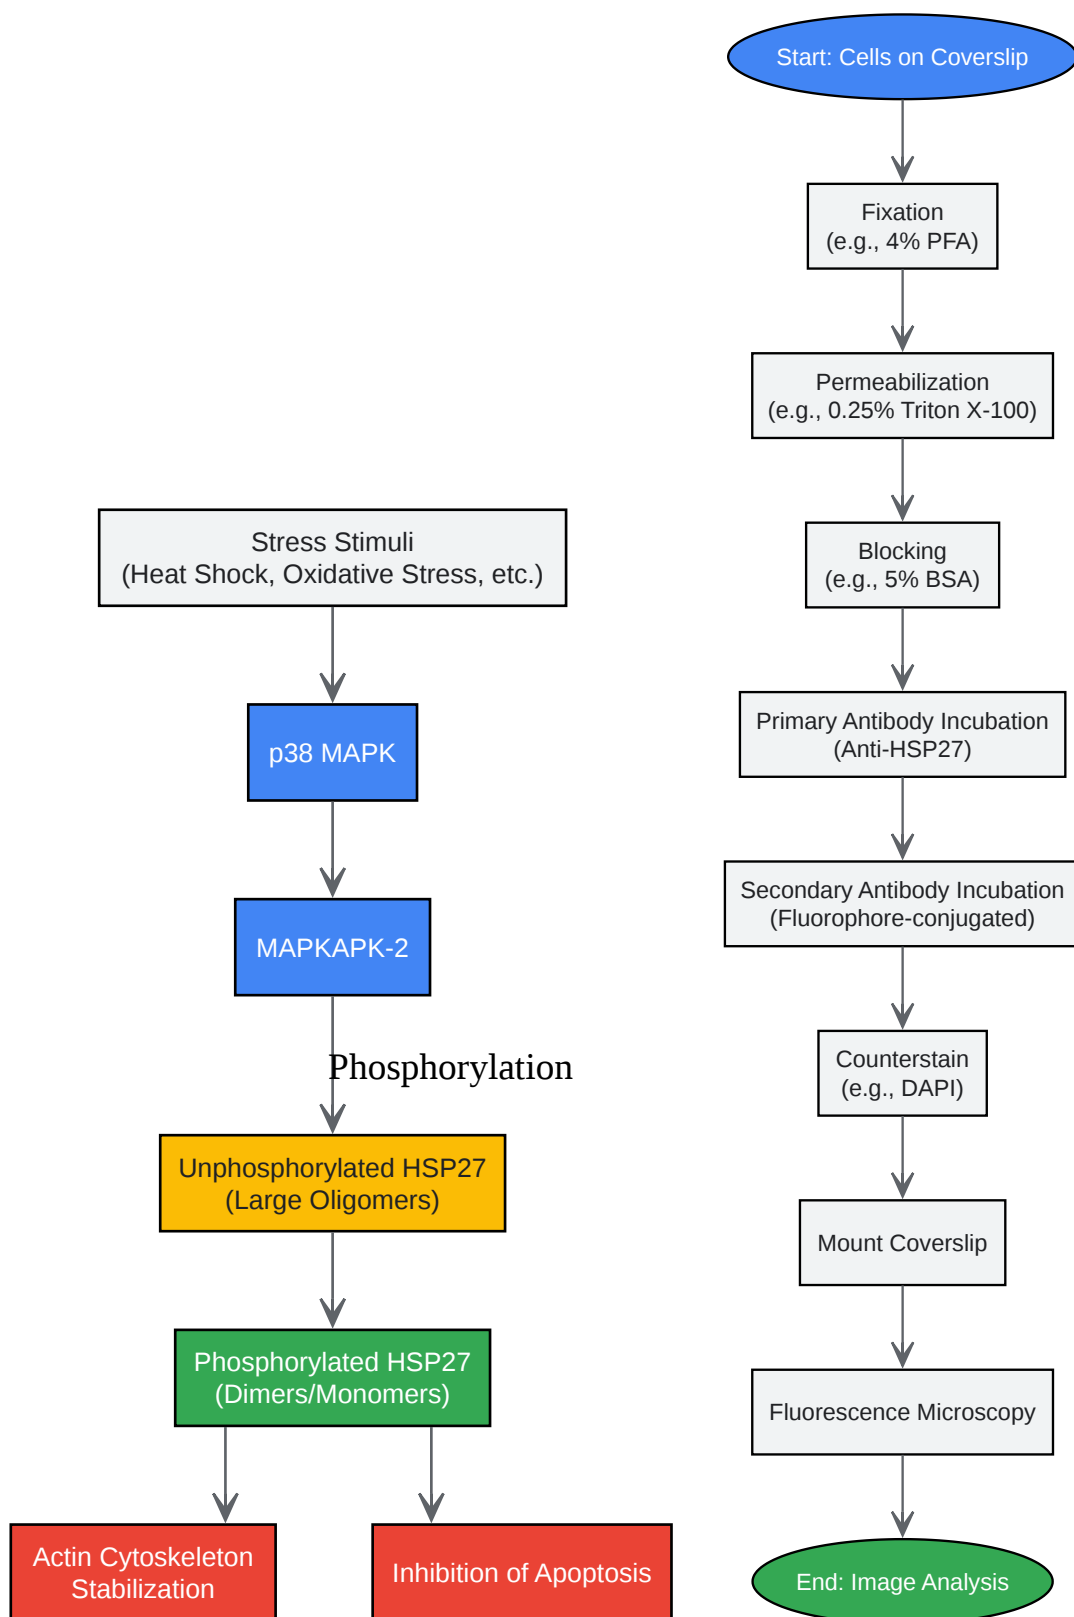 Stress Stimuli
(Heat Shock, Oxidative Stress, etc.)
p38 MAPK
MAPKAPK-2
Phosphorylation
Unphosphorylated HSP27
(Large Oligomers)
Phosphorylated HSP27
(Dimers/Monomers)
Actin Cytoskeleton
Stabilization
Inhibition of Apoptosis
Start: Cells on Coverslip
Fixation
(e.g., 4% PFA)
Permeabilization
(e.g., 0.25% Triton X-100)
Blocking
(e.g., 5% BSA)
Primary Antibody Incubation
(Anti-HSP27)
Secondary Antibody Incubation
(Fluorophore-conjugated)
Counterstain
(e.g., DAPI)
Mount Coverslip
Fluorescence Microscopy
End: Image Analysis